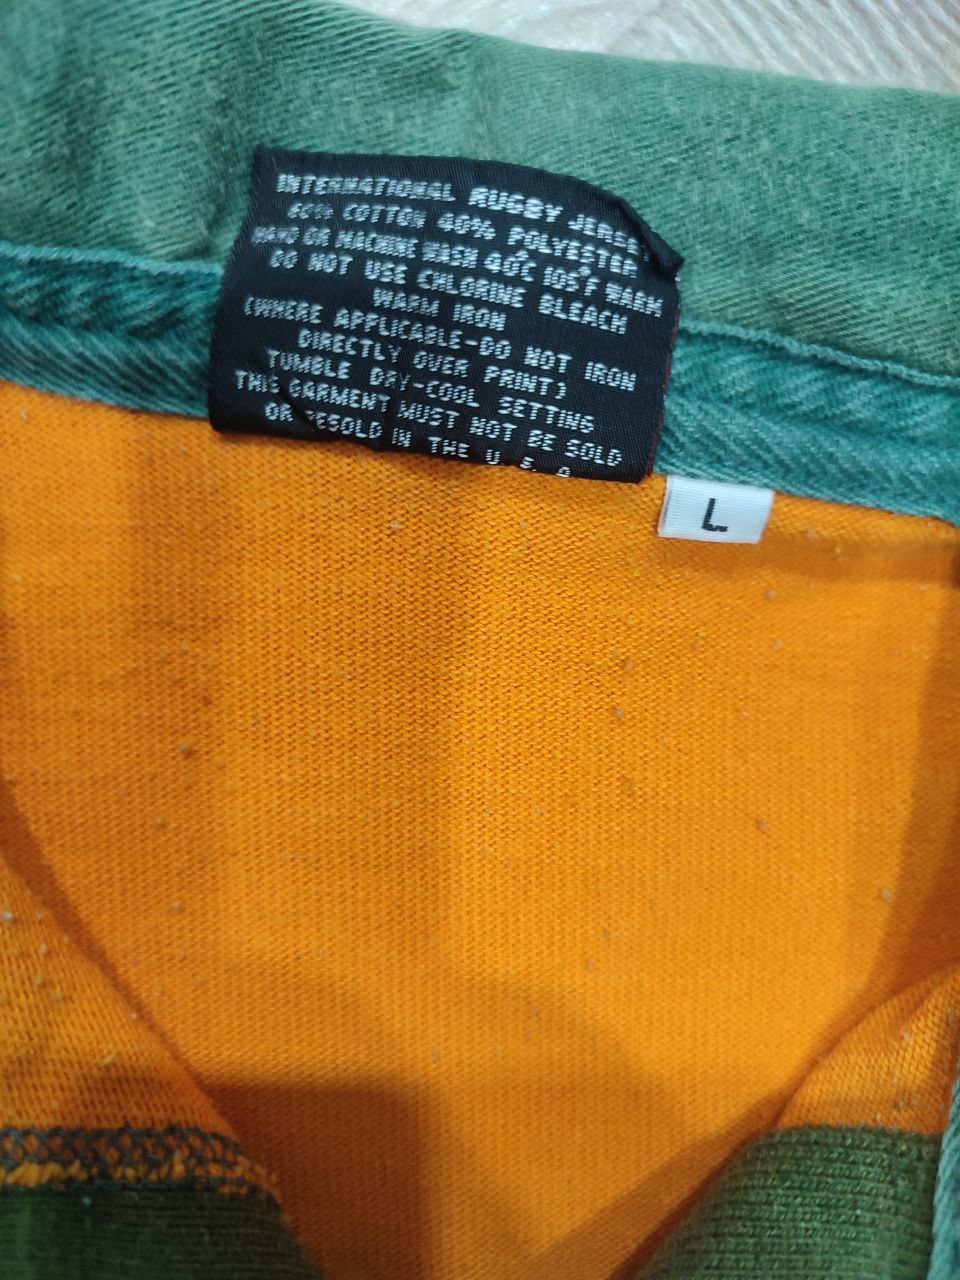 INTERNATIONAL RUGBY
60% COTTON 40% POLYESTER
HAND OR MACHINE WASH 40°C 105°F WARM
DO NOT USE CHLORINE BLEACH
WARM IRON
(WHERE APPLICABLE-DO NOT IRON
DIRECTLY OVER PRINT)
TUMBLE DRY-COOL SETTING
THIS GARMENT MUST NOT BE SOLD
OR RESOLD IN THE U.S.A
L